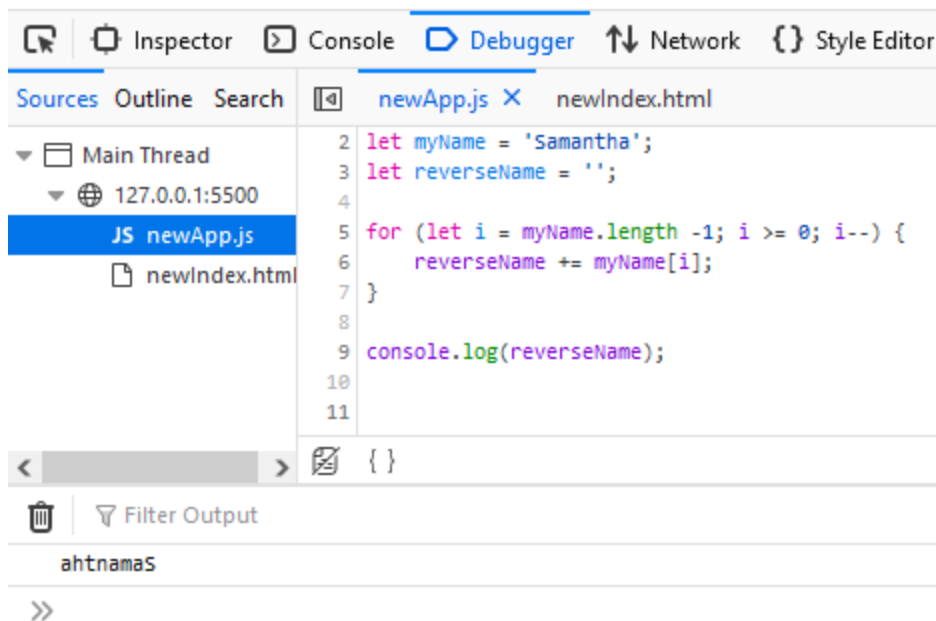 Inspector Console Debugger Network {} Style Editor
Sources Outline Search newApp.js × newIndex.html
Main Thread
127.0.0.1:5500
JS newApp.js
newIndex.html
2 let myName = 'Samantha';
3 let reverseName = '';
4
5 for (let i = myName.length -1; i >= 0; i--) {
6     reverseName += myName[i];
7 }
8
9 console.log(reverseName);
10
11
{ }
Filter Output
ahtnamaS
»